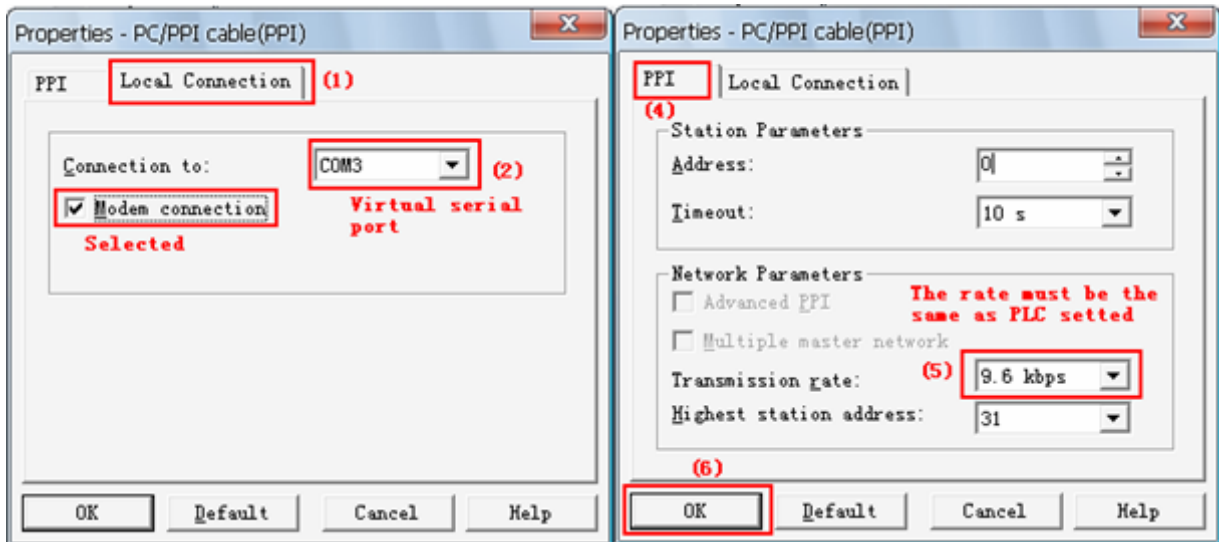 Properties - PC/PPI cable(PPI)
PPI
Local Connection
(1)
Connection to:
COM3
(2)
Modem connection
Virtual serial
port
Selected
OK
Default
Cancel
Help
Properties - PC/PPI cable(PPI)
PPI
Local Connection
(4)
Station Parameters
Address:
0
Timeout:
10 s
Network Parameters
Advanced PPI
The rate must be the
same as PLC setted
Multiple master network
Transmission rate:
(5)
9.6 kbps
Highest station address:
31
(6)
OK
Default
Cancel
Help